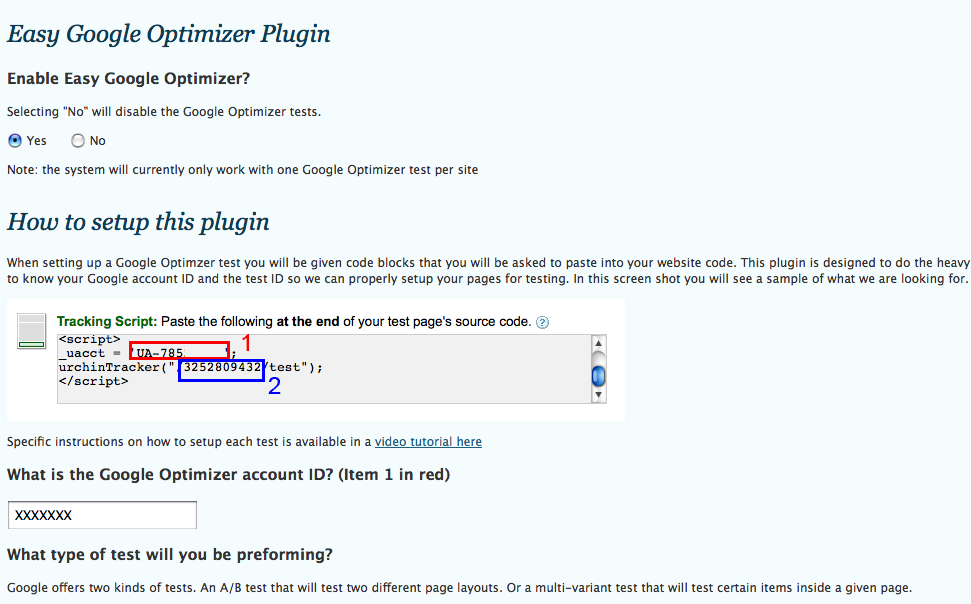 Easy Google Optimizer Plugin
Enable Easy Google Optimizer?
Selecting "No" will disable the Google Optimizer tests.
Yes No
Note: the system will currently only work with one Google Optimizer test per site
How to setup this plugin
When setting up a Google Optimzer test you will be given code blocks that you will be asked to paste into your website code. This plugin is designed to do the heavy
to know your Google account ID and the test ID so we can properly setup your pages for testing. In this screen shot you will see a sample of what we are looking for.
Tracking Script: Paste the following at the end of your test page's source code. ?
<script>
_uacct = 'UA-785 '; 1
urchinTracker("/3252809432/test");
</script> 2
Specific instructions on how to setup each test is available in a video tutorial here
What is the Google Optimizer account ID? (Item 1 in red)
XXXXXXX
What type of test will you be preforming?
Google offers two kinds of tests. An A/B test that will test two different page layouts. Or a multi-variant test that will test certain items inside a given page.